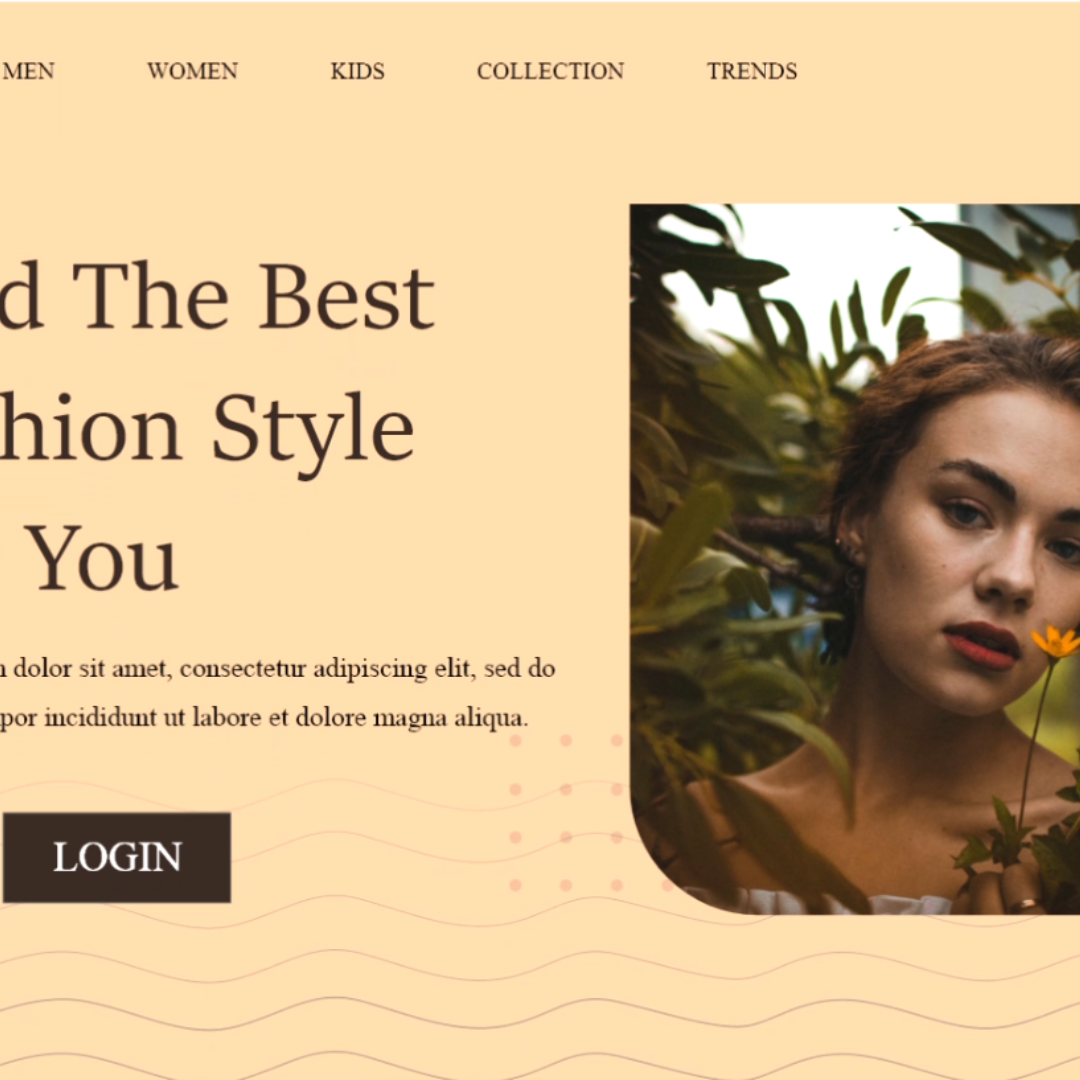 MEN WOMEN KIDS COLLECTION TRENDS
d The Best
hion Style
You
dolor sit amet, consectetur adipiscing elit, sed do
por incididunt ut labore et dolore magna aliqua.
LOGIN